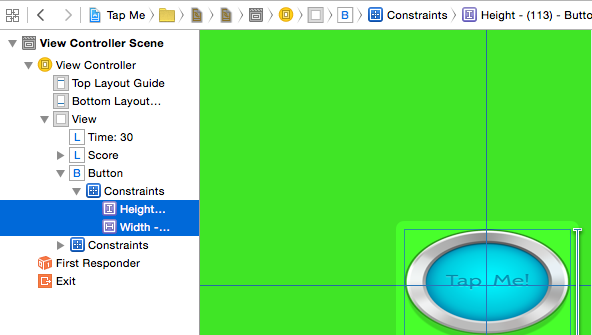 Tap Me
Constraints
Height - (113) - Butto
View Controller Scene
View Controller
Top Layout Guide
Bottom Layout...
View
L Time: 30
L Score
B Button
Constraints
Height...
Width -...
Constraints
First Responder
Exit
Tap Me!